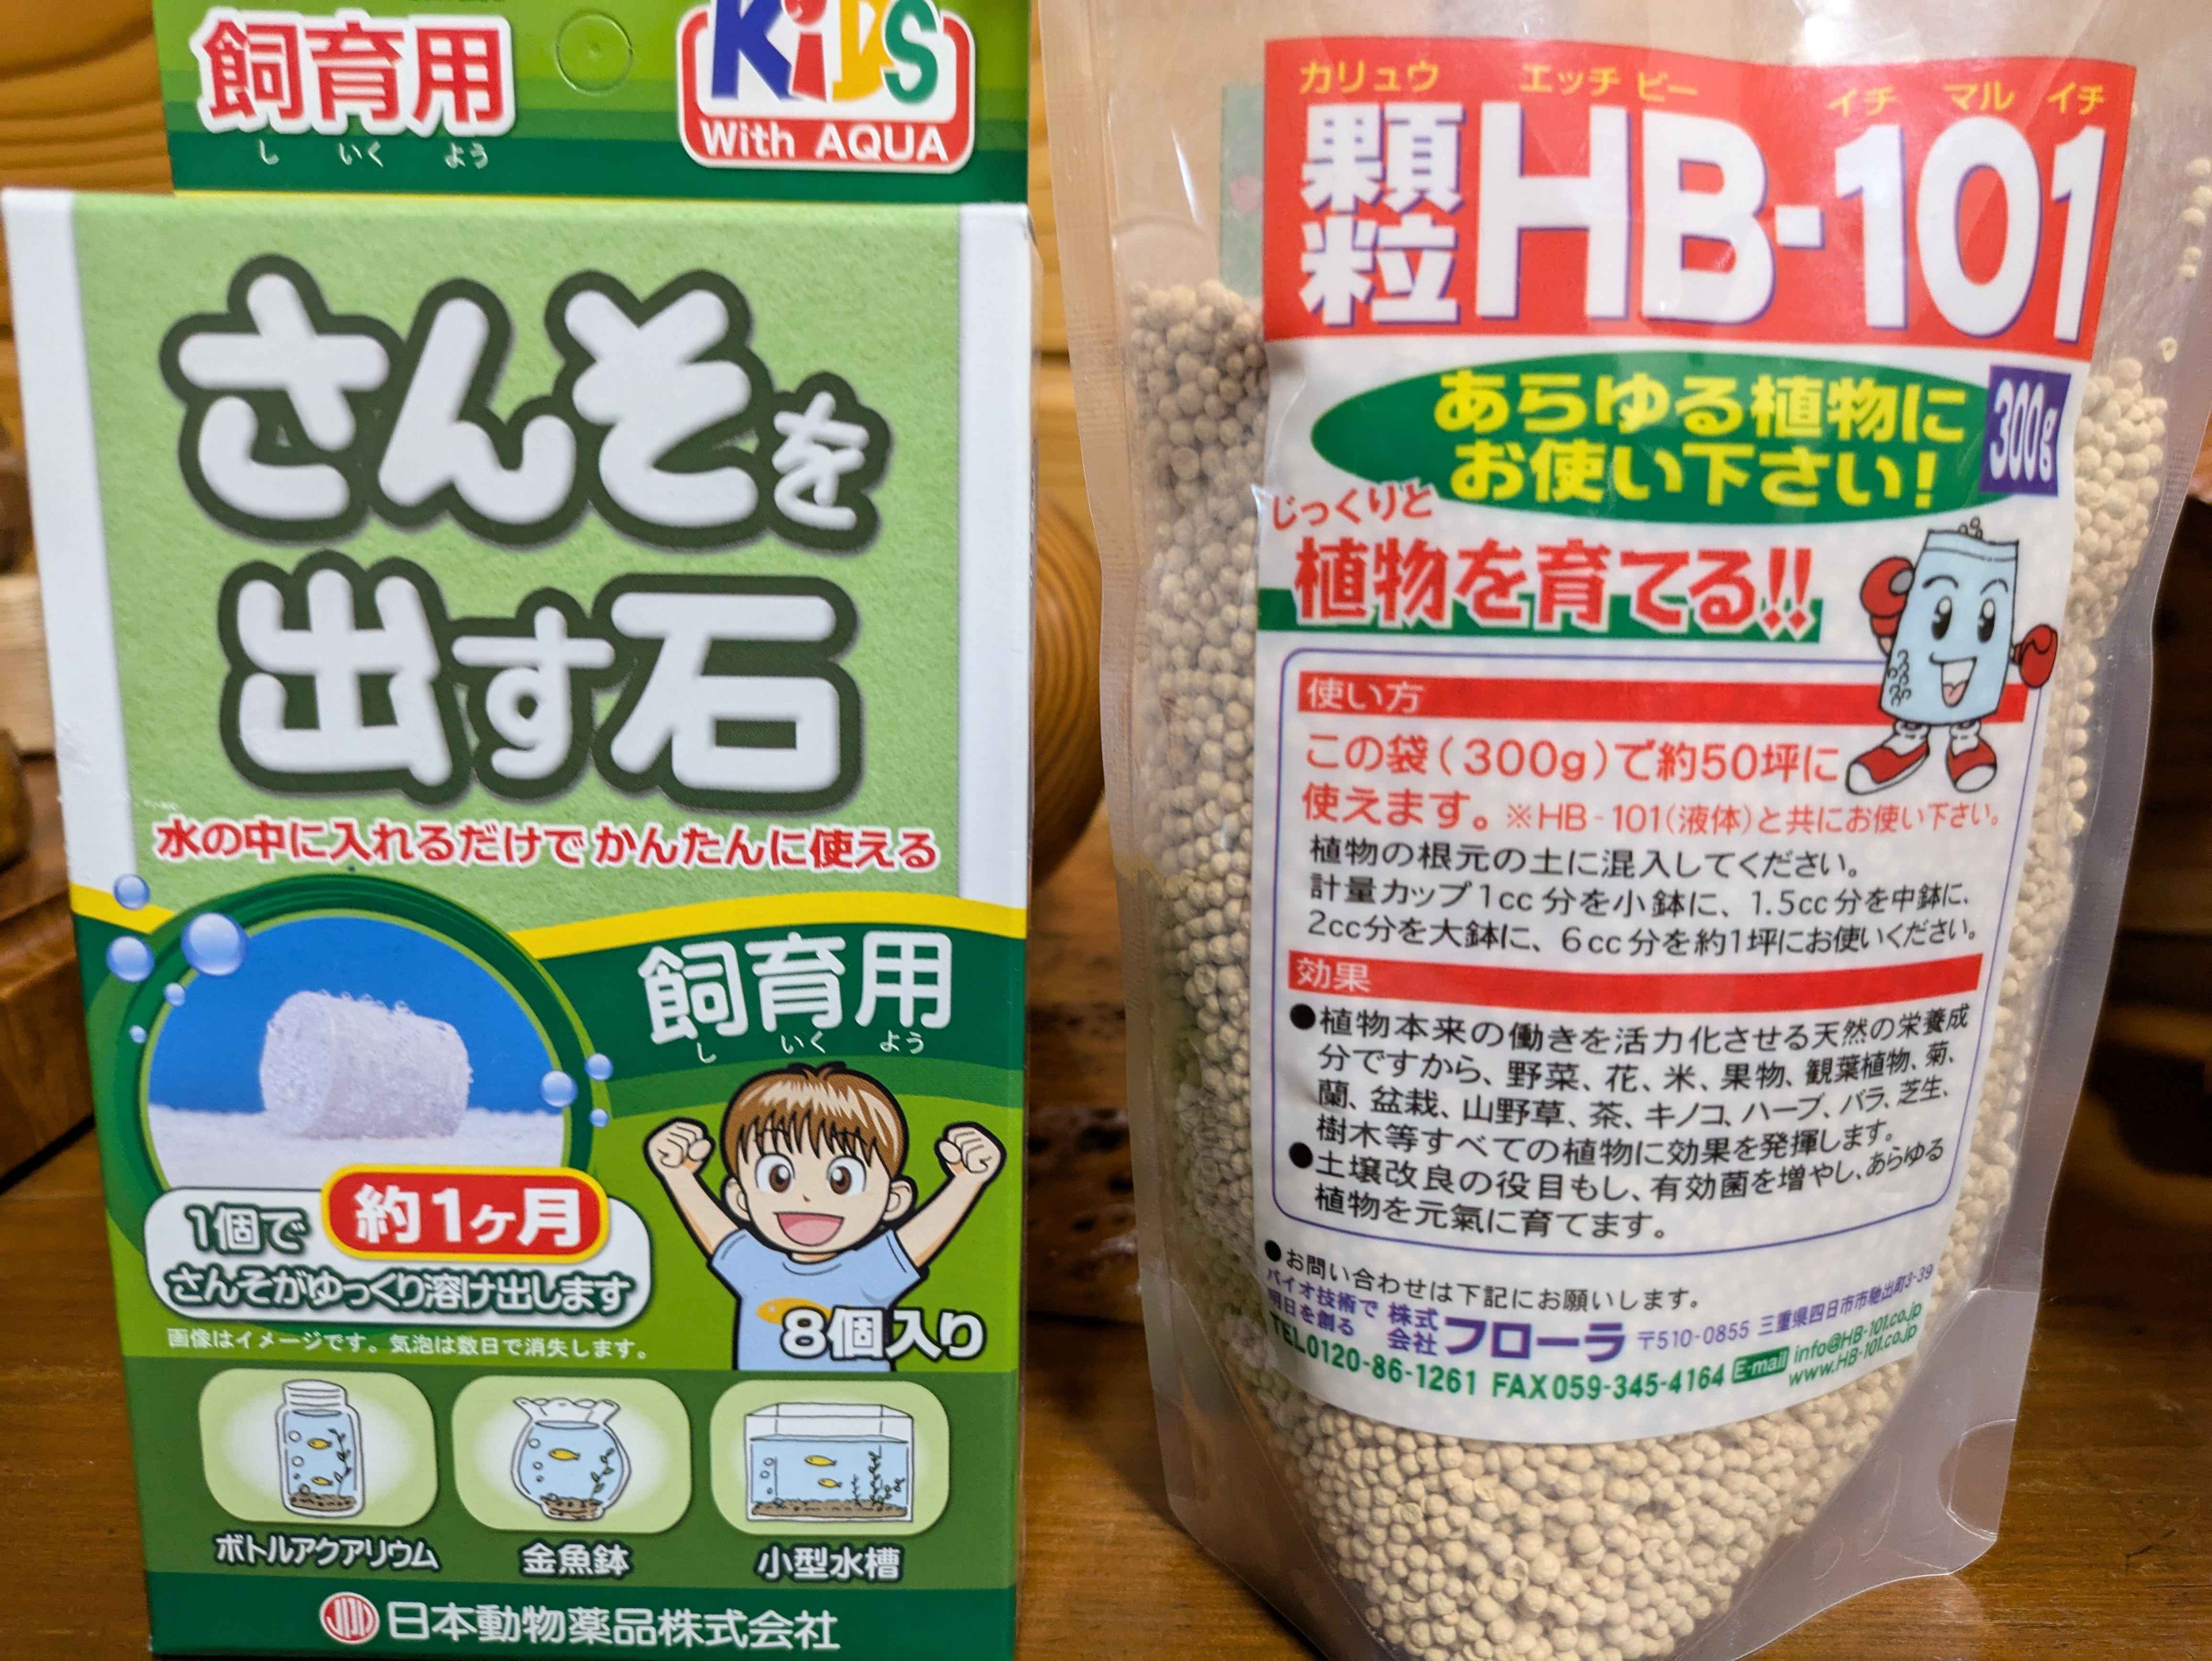 飼育用
し いく よう
KiDS
With AQUA
さんそを
出す石
水の中に入れるだけでかんたんに使える
飼育用
し いく よう
1個で 約1ヶ月
さんそがゆっくり溶け出します
8個入り
画像はイメージです。気泡は数日で消失します。
ボトルアクアリウム 金魚鉢 小型水槽
日本動物薬品株式会社
カリュウ エッチ ビー イチ マル イチ
顆粒HB-101
あらゆる植物に
お使い下さい!
300g
じっくりと
植物を育てる!!
使い方
この袋(300g)で約50坪に
使えます。※HB-101(液体)と共にお使い下さい。
植物の根元の土に混入してください。
計量カップ1cc分を小鉢に、1.5cc分を中鉢に、
2cc分を大鉢に、6cc分を約1坪にお使いください。
効果
●植物本来の働きを活力化させる天然の栄養成
分ですから、野菜、花、米、果物、観葉植物、菊、
蘭、盆栽、山野草、茶、キノコ、ハーブ、バラ、芝生、
樹木等すべての植物に効果を発揮します。
●土壌改良の役目もし、有効菌を増やし、あらゆる
植物を元氣に育てます。
●お問い合わせは下記にお願いします。
バイオ技術で
明日を創る
株式会社フローラ 〒510-0855 三重県四日市市馳出町3-39
TEL0120-86-1261 FAX059-345-4164 E-mail info@HB-101.co.jp
www.HB-101.co.jp